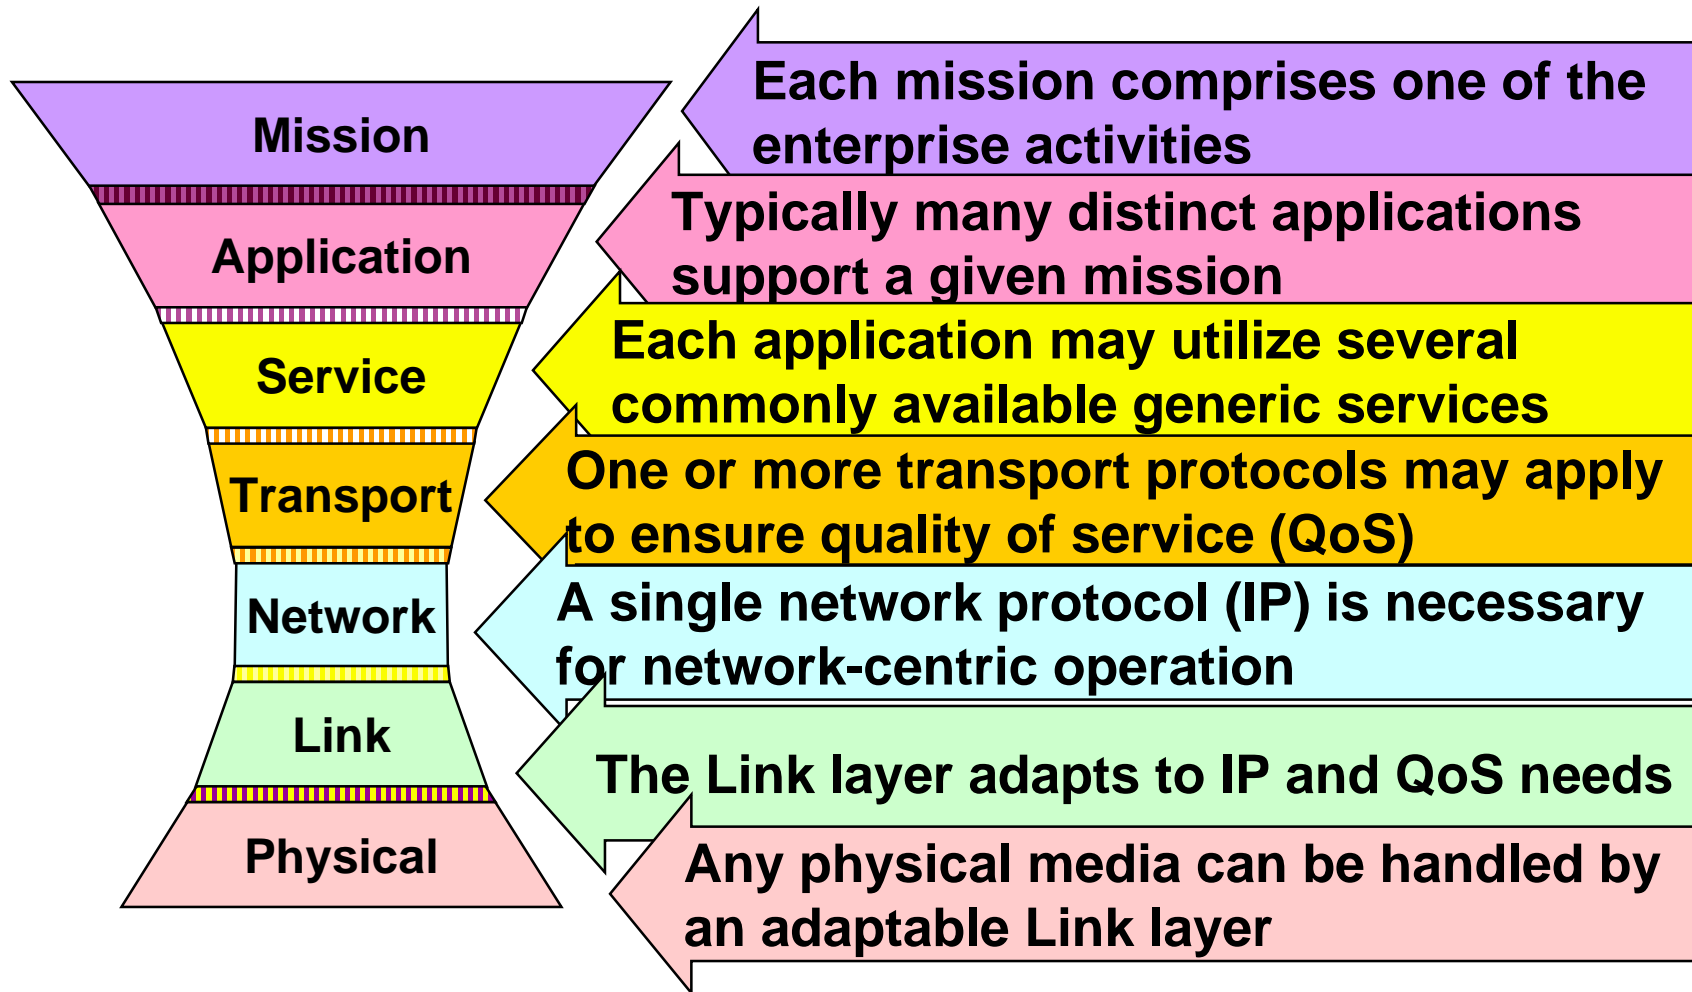 Mission
Each mission comprises one of the
enterprise activities
Application
Typically many distinct applications
support a given mission
Service
Each application may utilize several
commonly available generic services
Transport
One or more transport protocols may apply
to ensure quality of service (QoS)
Network
A single network protocol (IP) is necessary
for network-centric operation
Link
The Link layer adapts to IP and QoS needs
Physical
Any physical media can be handled by
an adaptable Link layer